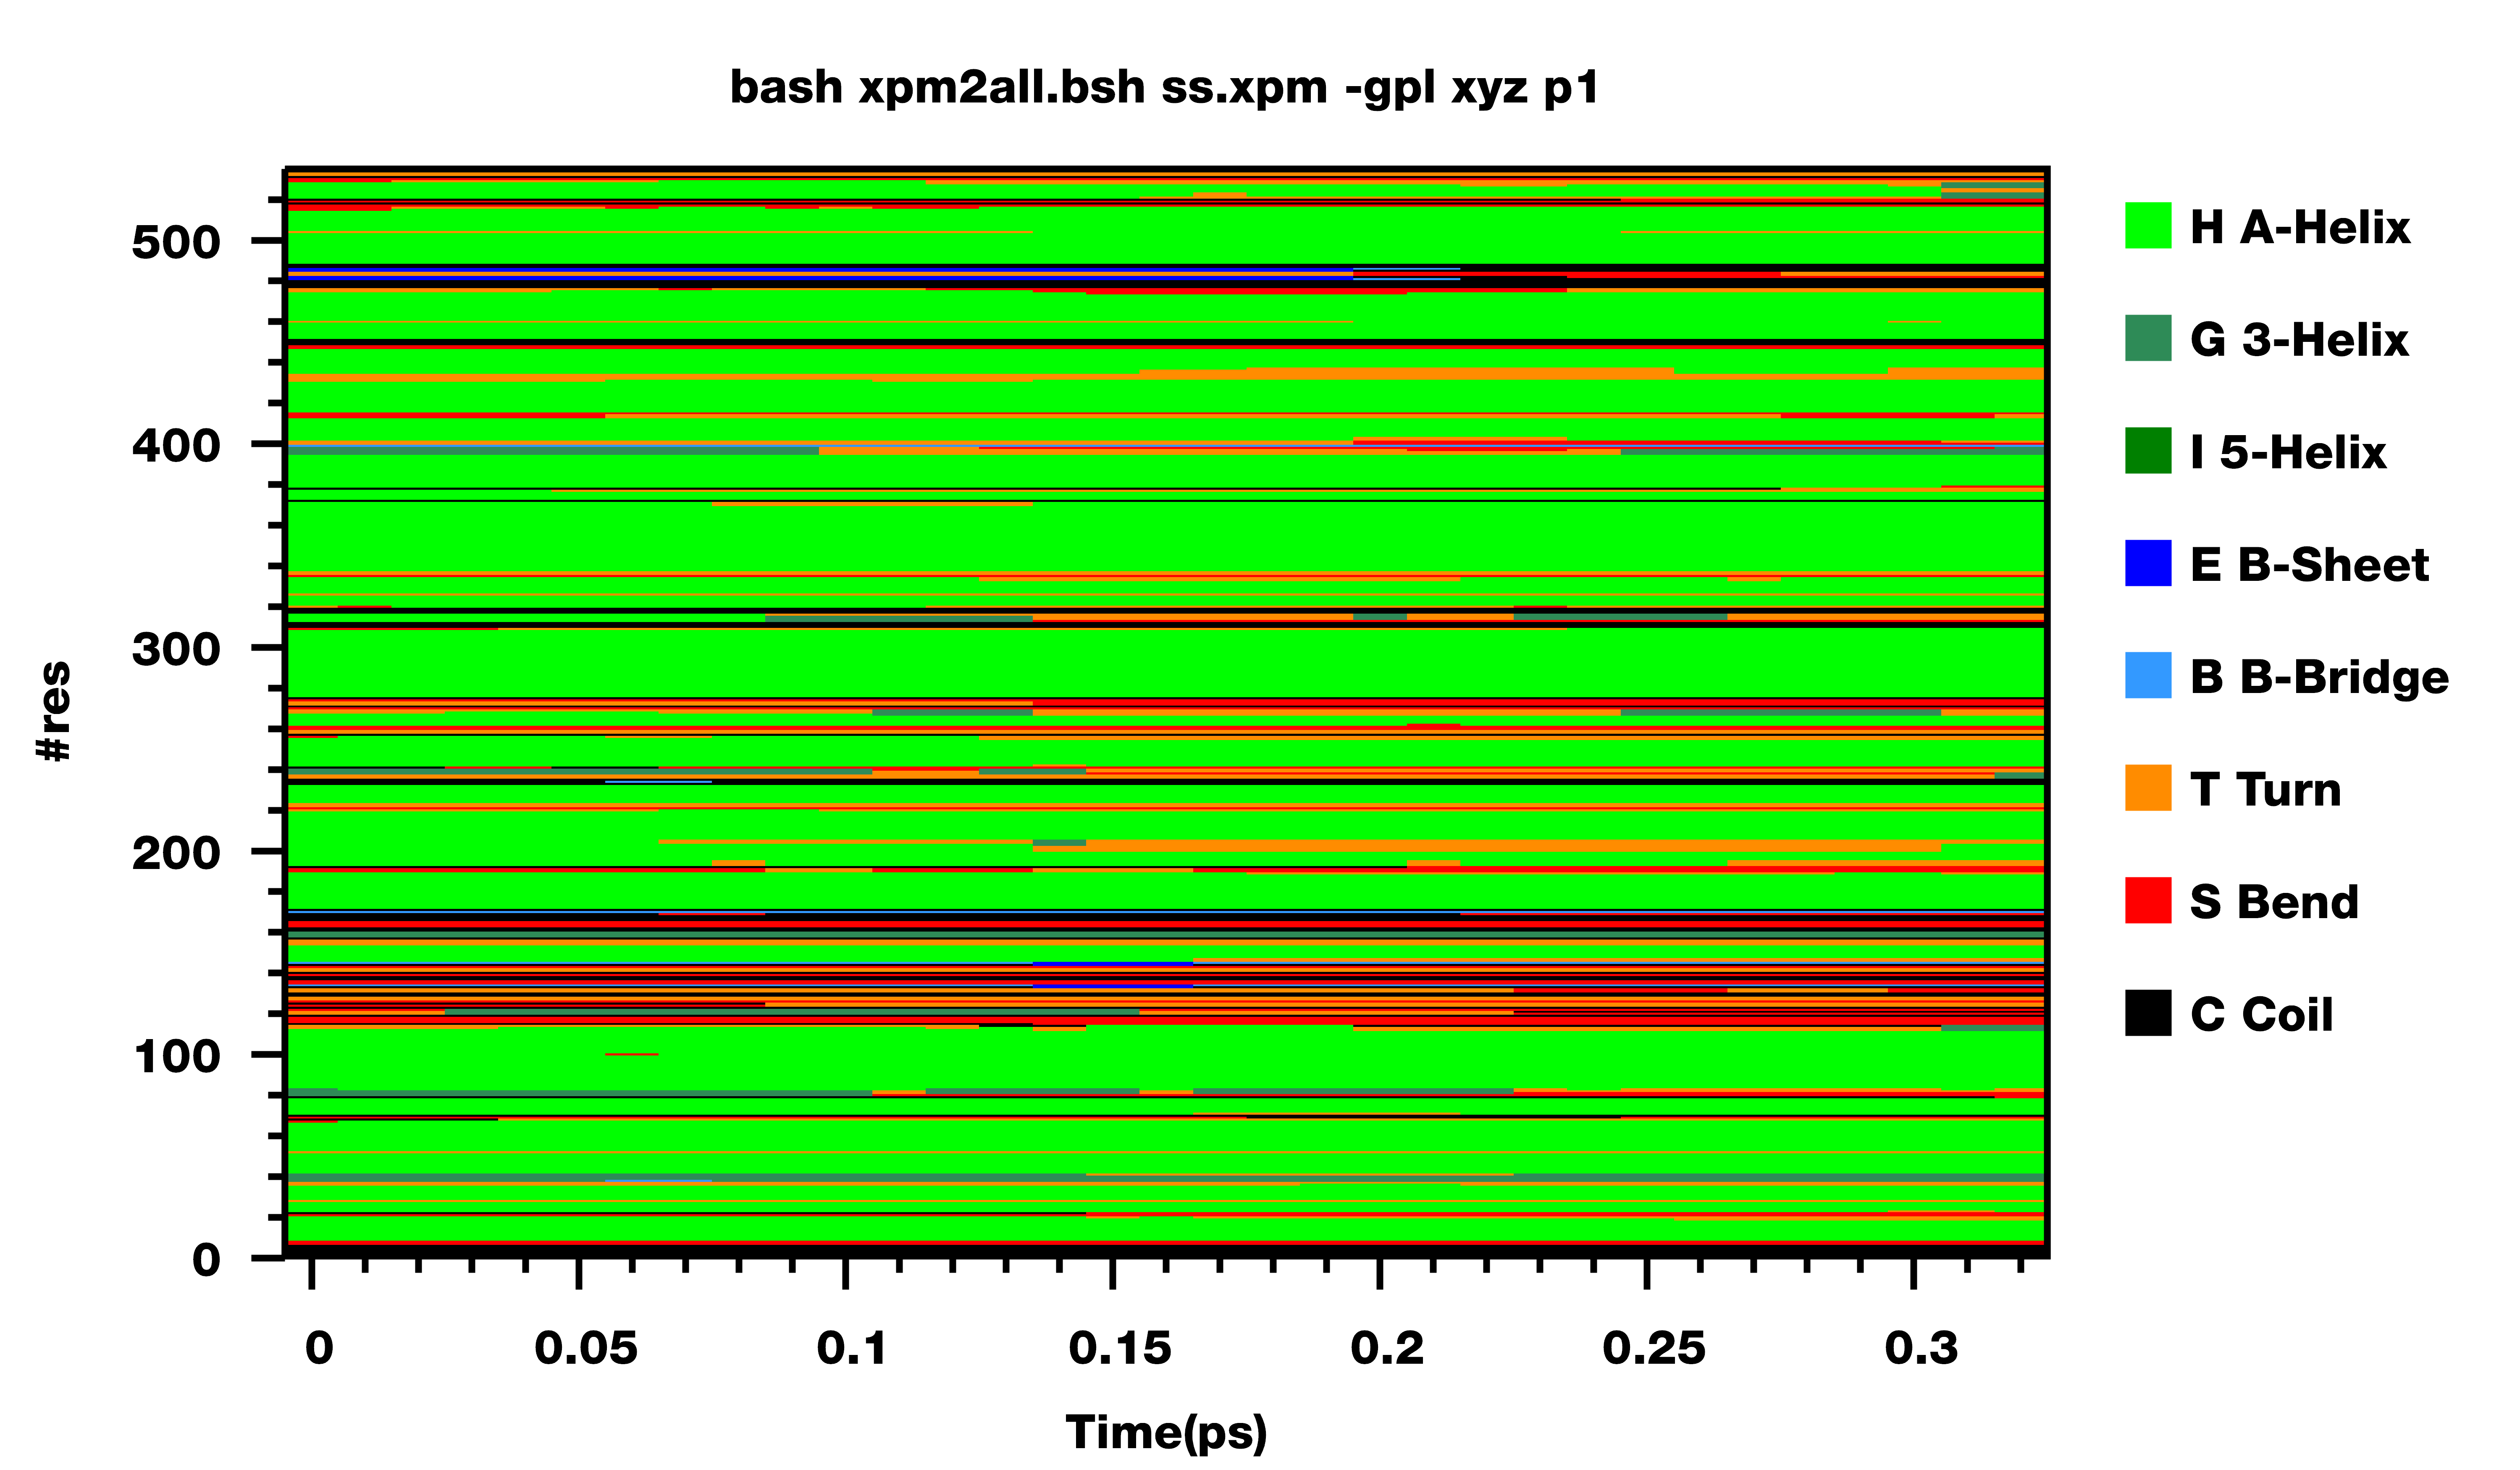 bash xpm2all.bsh ss.xpm -gpl xyz p1
500
400
300
200
100
0
#res
0 0.05 0.1 0.15 0.2 0.25 0.3
Time(ps)
H A-Helix
G 3-Helix
I 5-Helix
E B-Sheet
B B-Bridge
T Turn
S Bend
C Coil